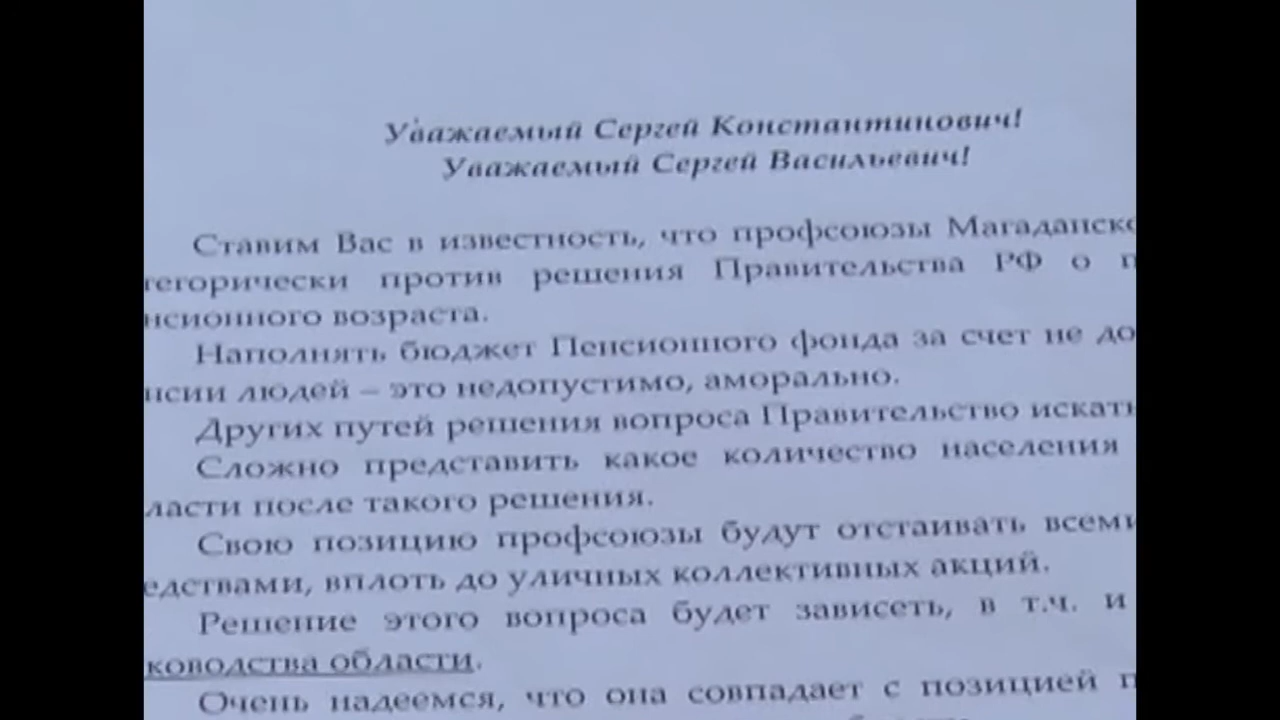 Уважаемый Сергей Константинович!
Уважаемый Сергей Васильевич!
Ставим Вас в известность, что профсоюзы Магаданско
тегорически против решения Правительства РФ о п
нсионного возраста.
Наполнять бюджет Пенсионного фонда за счет не до
нсии людей – это недопустимо, аморально.
Других путей решения вопроса Правительство искать
Сложно представить какое количество населения
ласти после такого решения.
Свою позицию профсоюзы будут отстаивать всеми
едствами, вплоть до уличных коллективных акций.
Решение этого вопроса будет зависеть, в т.ч. и
ководства области.
Очень надеемся, что она совпадает с позицией п